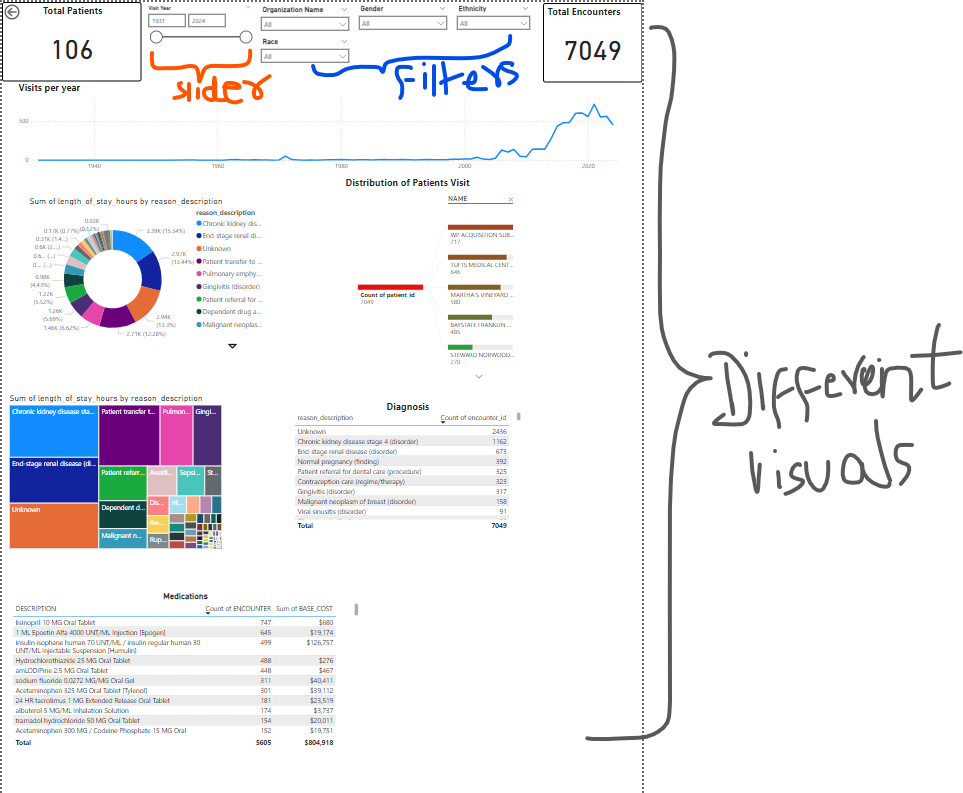 Total Patients
106
Visit Year
1931 2024
Organization Name
All
Gender
All
Ethnicity
All
Race
All
Total Encounters
7049
slider
Filters
Visits per year
500
0
1940 1960 1980 2000 2020
Distribution of Patients Visit
Sum of length_of_stay_hours by reason_description
0.03K (0.12%)
0.17K (0.77%)
0.31K (1.4...)
0.6K (2....)
0.6... (...)
0.... (...)
0.98K (4.43%)
1.22K (5.52%)
1.26K (5.69%)
1.46K (6.62%)
2.71K (12.28%)
2.94K (13.3%)
2.97K (13.44%)
3.39K (15.34%)
reason_description
Chronic kidney dis...
End-stage renal di...
Unknown
Patient transfer to ...
Pulmonary emphy...
Gingivitis (disorder)
Patient referral for ...
Dependent drug a...
Malignant neoplas...
NAME
Count of patient_id
7049
WP ACQUISITION SUB...
717
TUFTS MEDICAL CENT...
646
MARTHA'S VINEYARD ...
580
BAYSTATE FRANKLIN ...
485
STEWARD NORWOOD...
270
Different
visuals
Sum of length_of_stay_hours by reason_description
Chronic kidney disease sta...
End-stage renal disease (di...
Unknown
Patient transfer t...
Pulmon...
Gingi...
Patient referr...
Dependent d...
Malignant n...
Await...
Sepsi...
St...
Dis...
Hi...
Aw...
Rup...
Diagnosis
reason_description Count of encounter_id
Unknown 2436
Chronic kidney disease stage 4 (disorder) 1162
End-stage renal disease (disorder) 673
Normal pregnancy (finding) 392
Patient referral for dental care (procedure) 325
Contraception care (regime/therapy) 323
Gingivitis (disorder) 317
Malignant neoplasm of breast (disorder) 158
Viral sinusitis (disorder) 91
Total 7049
Medications
DESCRIPTION Count of ENCOUNTER Sum of BASE_COST
lisinopril 10 MG Oral Tablet 747 $680
1 ML Epoetin Alfa 4000 UNT/ML Injection [Epogen] 645 $19,174
insulin isophane human 70 UNT/ML / insulin regular human 30 499 $126,757
UNT/ML Injectable Suspension [Humulin]
Hydrochlorothiazide 25 MG Oral Tablet 488 $276
amLODIPine 2.5 MG Oral Tablet 448 $467
sodium fluoride 0.0272 MG/MG Oral Gel 311 $40,411
Acetaminophen 325 MG Oral Tablet [Tylenol] 301 $39,112
24 HR tacrolimus 1 MG Extended Release Oral Tablet 181 $23,519
albuterol 5 MG/ML Inhalation Solution 174 $3,737
tramadol hydrochloride 50 MG Oral Tablet 154 $20,011
Acetaminophen 300 MG / Codeine Phosphate 15 MG Oral 152 $19,751
Total 5605 $804,918